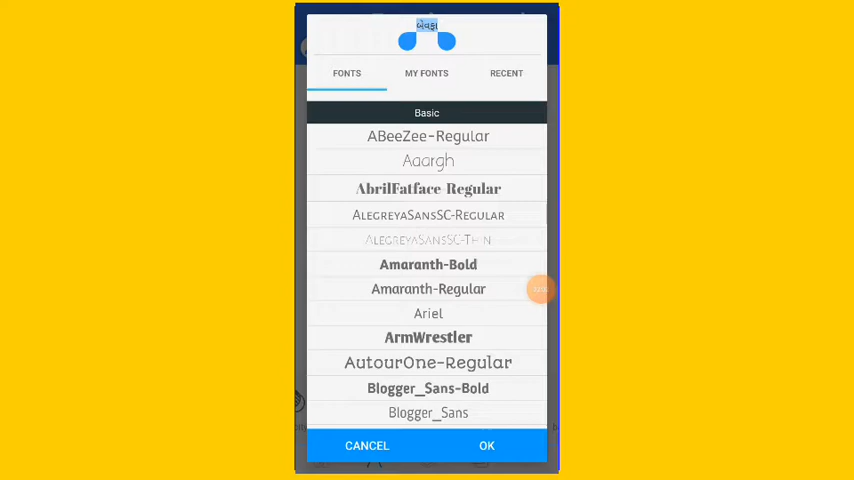 બેવફા
FONTS
MY FONTS
RECENT
Basic
ABeeZee-Regular
Aaargh
AbrilFatface-Regular
AlegreyaSansSC-Regular
AlegreyaSansSC-Thin
Amaranth-Bold
Amaranth-Regular
Ariel
ArmWrestler
AutourOne-Regular
Blogger_Sans-Bold
Blogger_Sans
CANCEL
OK